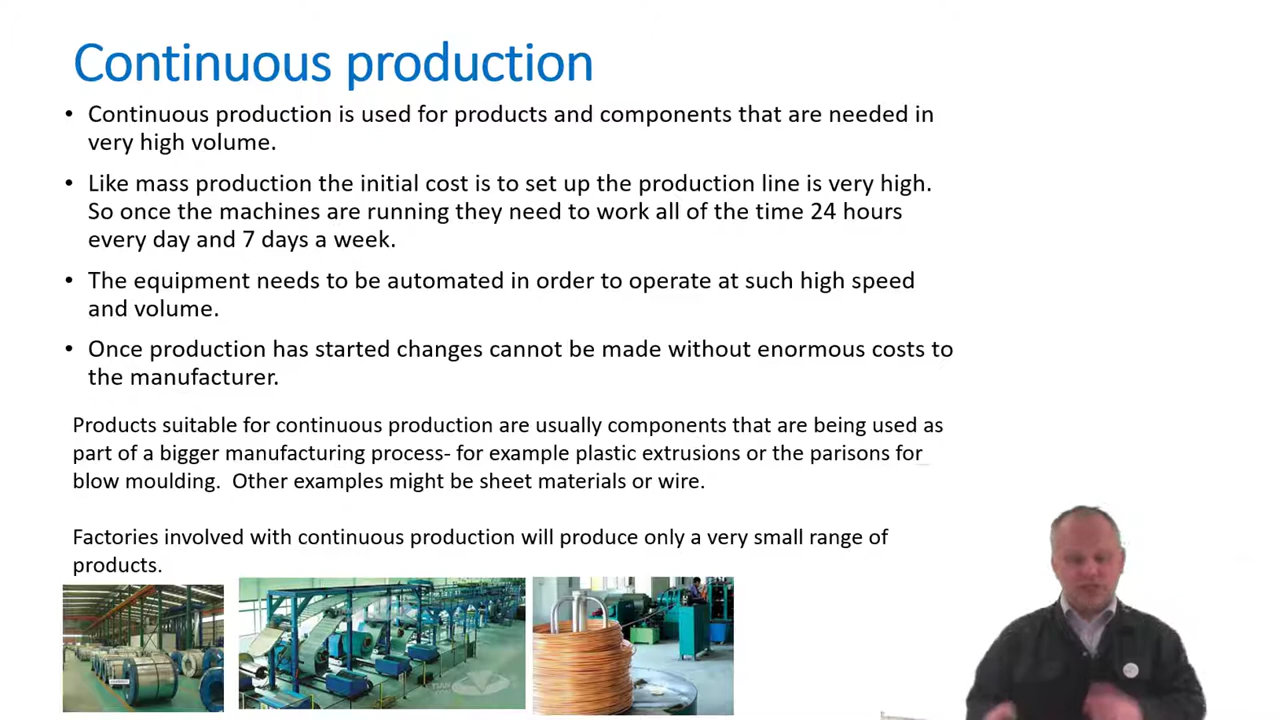 Continuous production
• Continuous production is used for products and components that are needed in
very high volume.
• Like mass production the initial cost is to set up the production line is very high.
So once the machines are running they need to work all of the time 24 hours
every day and 7 days a week.
• The equipment needs to be automated in order to operate at such high speed
and volume.
• Once production has started changes cannot be made without enormous costs to
the manufacturer.
Products suitable for continuous production are usually components that are being used as
part of a bigger manufacturing process- for example plastic extrusions or the parisons for
blow moulding.  Other examples might be sheet materials or wire.
Factories involved with continuous production will produce only a very small range of
products.